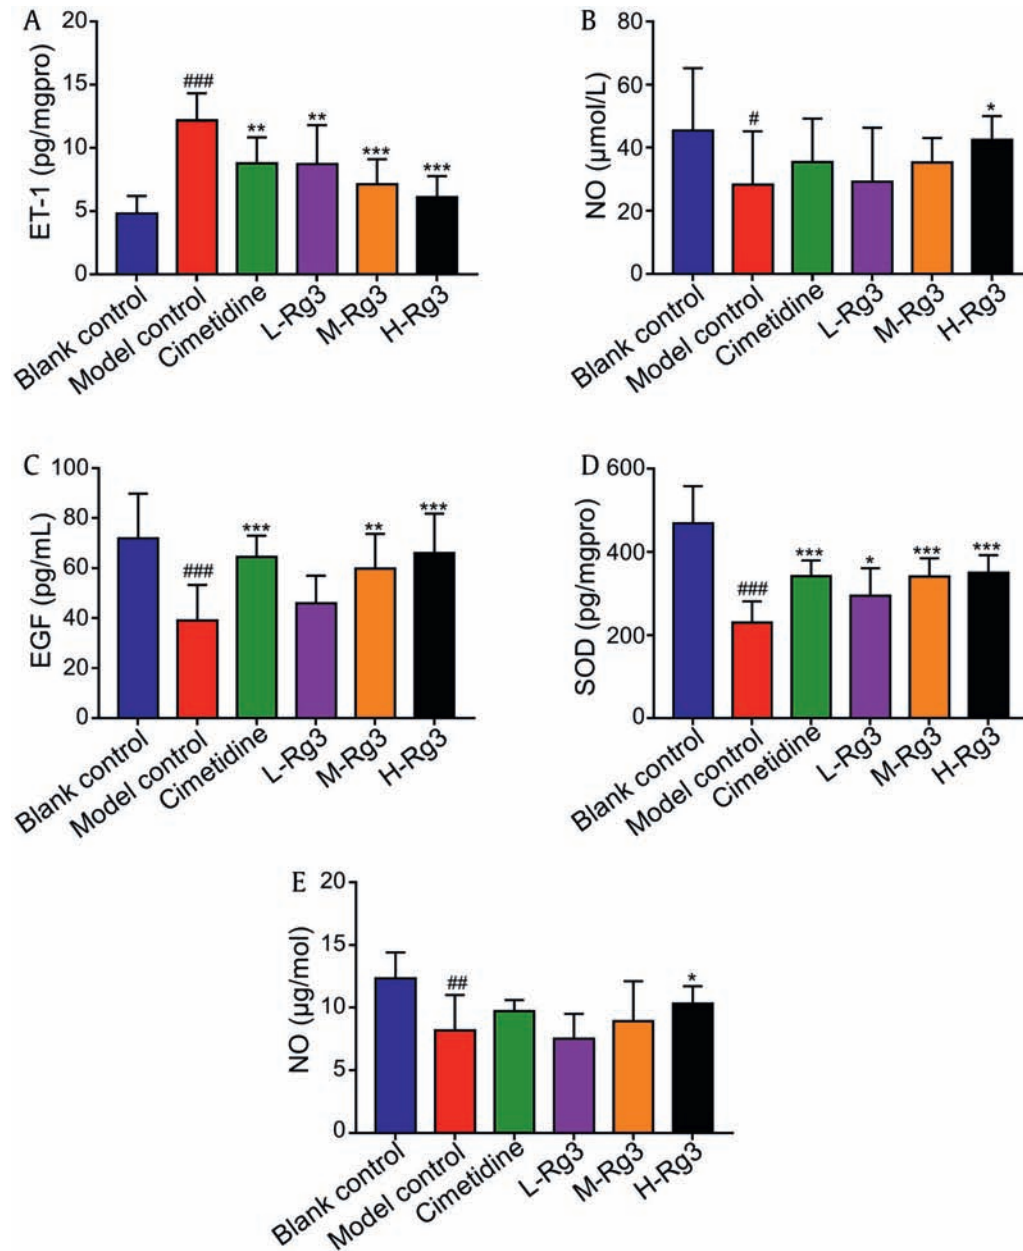 A
ET-1 (pg/mgpro)
20
15
10
5
0
###
**
**
***
***
Blank control
Model control
Cimetidine
L-Rg3
M-Rg3
H-Rg3
B
NO (μmol/L)
80
60
40
20
0
#
*
Blank control
Model control
Cimetidine
L-Rg3
M-Rg3
H-Rg3
C
EGF (pg/mL)
100
80
60
40
20
0
###
***
**
***
Blank control
Model control
Cimetidine
L-Rg3
M-Rg3
H-Rg3
D
SOD (pg/mgpro)
600
400
200
0
###
***
*
***
***
Blank control
Model control
Cimetidine
L-Rg3
M-Rg3
H-Rg3
E
NO (μg/mol)
20
15
10
5
0
##
*
Blank control
Model control
Cimetidine
L-Rg3
M-Rg3
H-Rg3